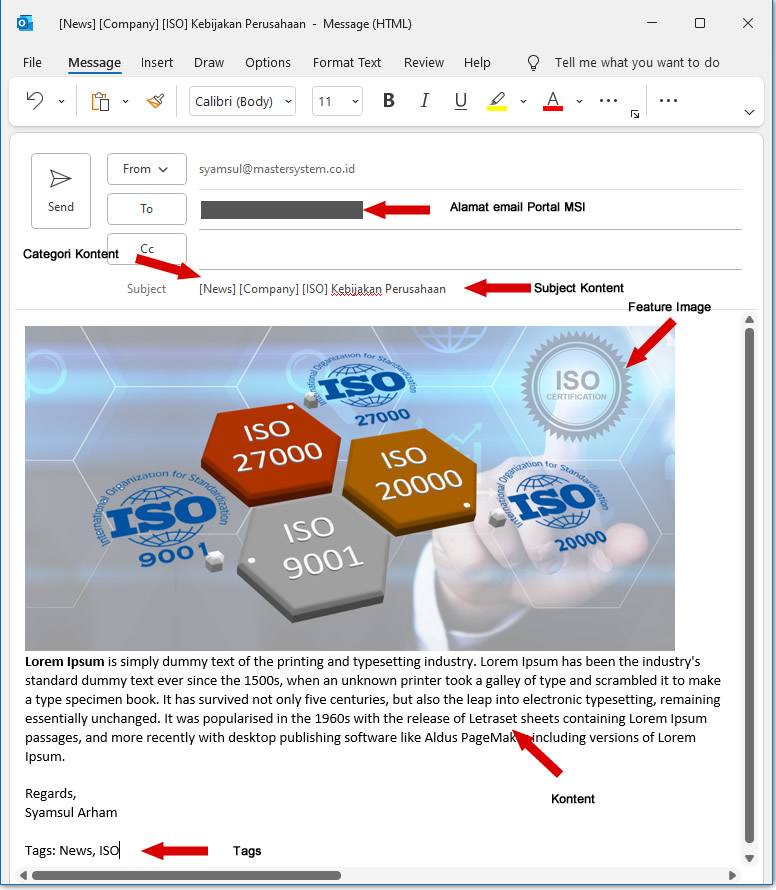 [News] [Company] [ISO] Kebijakan Perusahaan - Message (HTML)
File Message Insert Draw Options Format Text Review Help Tell me what you want to do
Calibri (Body) 11 B I U A
From syamsul@mastersystem.co.id
Send
To Alamat email Portal MSI
Categori Kontent Cc
Subject [News] [Company] [ISO] Kebijakan Perusahaan Subject Kontent
Feature Image
International Organization for Standardization
ISO
27000
ISO
CERTIFICATION
ISO
27000
ISO
20000
International Organization for Standardization
ISO
9001
ISO
9001
International Organization for Standardization
ISO
20000
Lorem Ipsum is simply dummy text of the printing and typesetting industry. Lorem Ipsum has been the industry's
standard dummy text ever since the 1500s, when an unknown printer took a galley of type and scrambled it to make
a type specimen book. It has survived not only five centuries, but also the leap into electronic typesetting, remaining
essentially unchanged. It was popularised in the 1960s with the release of Letraset sheets containing Lorem Ipsum
passages, and more recently with desktop publishing software like Aldus including versions of Lorem
Ipsum.
Kontent
Regards,
Syamsul Arham
Tags: News, ISO Tags